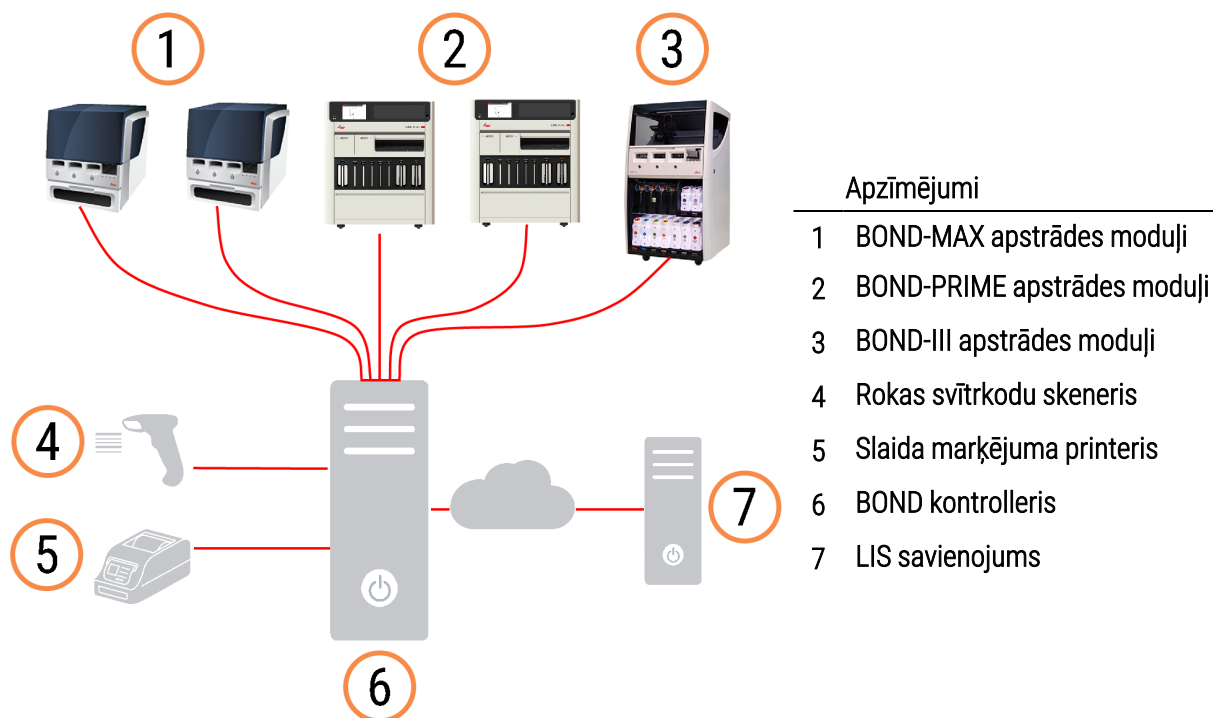 1
2
3
4
5
6
7
Apzīmējumi
1 BOND-MAX apstrādes moduļi
2 BOND-PRIME apstrādes moduļi
3 BOND-III apstrādes moduļi
4 Rokas svītrkodu skeneris
5 Slaida marķējuma printeris
6 BOND kontrolleris
7 LIS savienojums